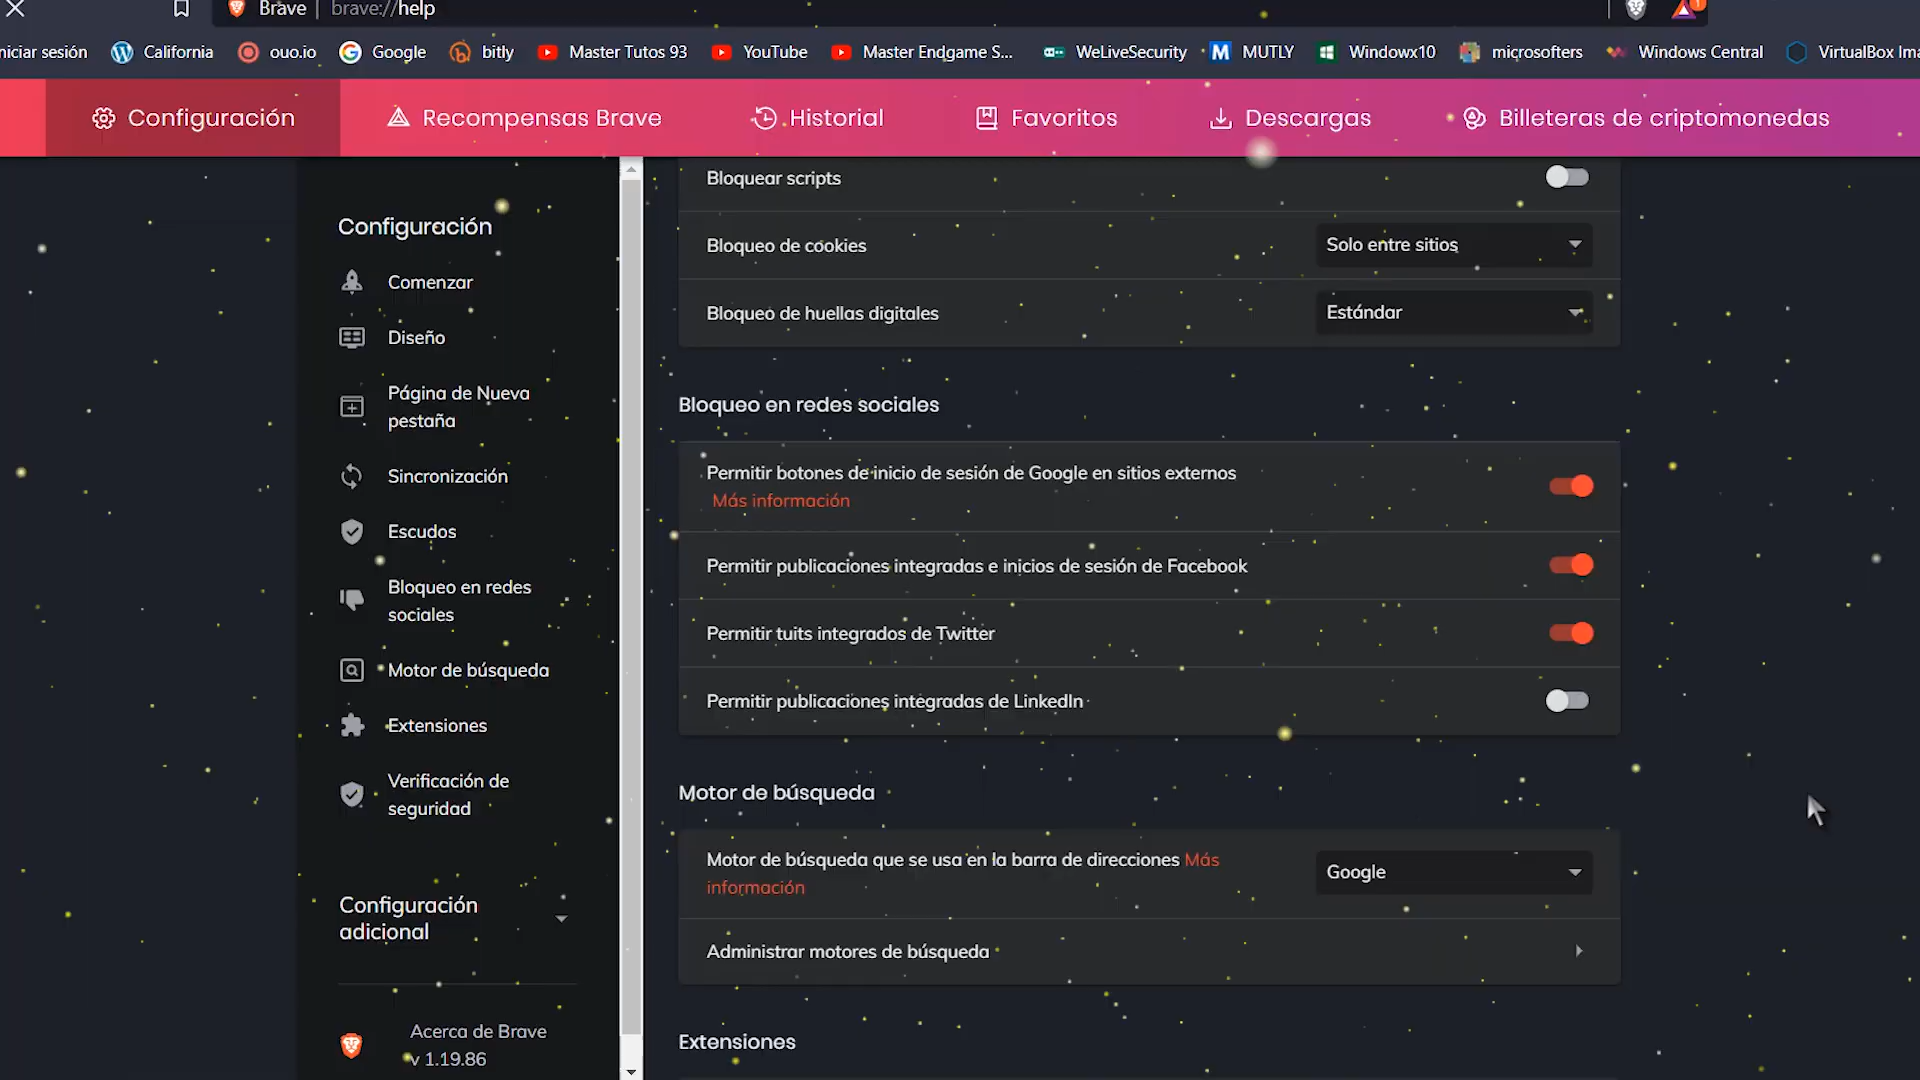 Brave | brave://help
niciar sesión California ouo.io Google bitly Master Tutos 93 YouTube Master Endgame S... WeLiveSecurity MUTLY Windowx10 microsofters Windows Central VirtualBox Ima
Configuración Recompensas Brave Historial Favoritos Descargas Billeteras de criptomonedas
Configuración
Comenzar
Diseño
Página de Nueva
pestaña
Sincronización
Escudos
Bloqueo en redes
sociales
Motor de búsqueda
Extensiones
Verificación de
seguridad
Configuración
adicional
Acerca de Brave
v 1.19.86
Bloquear scripts
Bloqueo de cookies Solo entre sitios
Bloqueo de huellas digitales Estándar
Bloqueo en redes sociales
Permitir botones de inicio de sesión de Google en sitios externos
Más información
Permitir publicaciones integradas e inicios de sesión de Facebook
Permitir tuits integrados de Twitter
Permitir publicaciones integradas de LinkedIn
Motor de búsqueda
Motor de búsqueda que se usa en la barra de direcciones Más
información
Google
Administrar motores de búsqueda
Extensiones